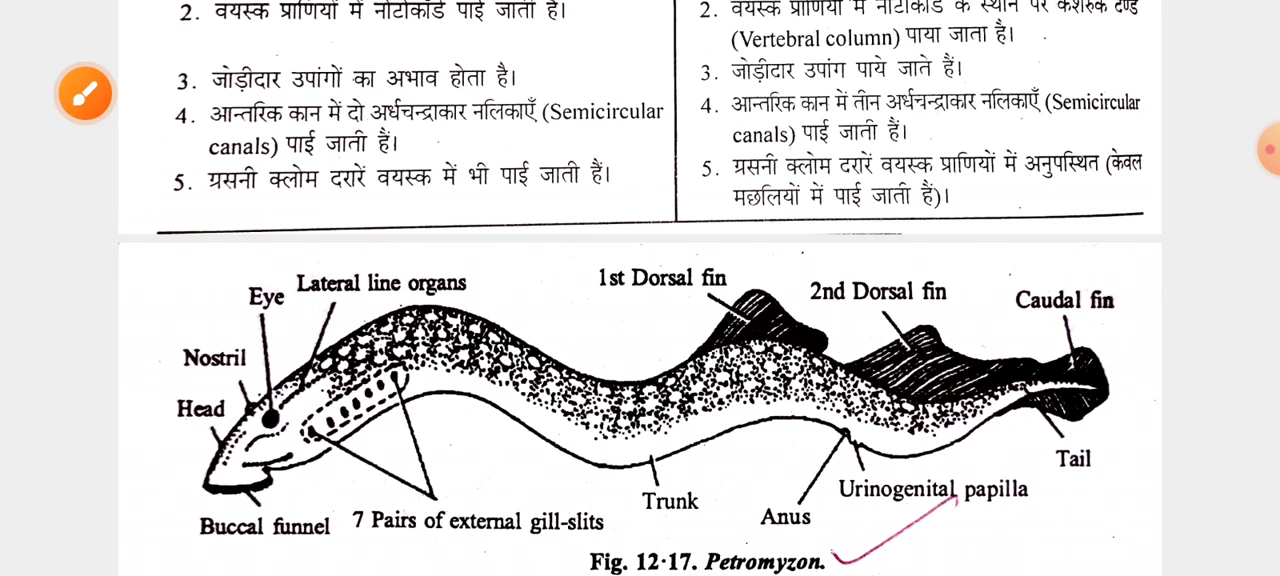 2. वयस्क प्राणियों में नोटोकॉर्ड पाई जाती है।
3. जोड़ीदार उपांगों का अभाव होता है।
4. आन्तरिक कान में दो अर्धचन्द्राकार नलिकाएँ (Semicircular
canals) पाई जाती हैं।
5. ग्रसनी क्लोम दरारें वयस्क में भी पाई जाती हैं।
2. वयस्क प्राणियों में नोटोकॉर्ड के स्थान पर कशेरुक दण्ड
(Vertebral column) पाया जाता है।
3. जोड़ीदार उपांग पाये जाते हैं।
4. आन्तरिक कान में तीन अर्धचन्द्राकार नलिकाएँ (Semicircular
canals) पाई जाती हैं।
5. ग्रसनी क्लोम दरारें वयस्क प्राणियों में अनुपस्थित (केवल
मछलियों में पाई जाती हैं)।
Lateral line organs
Eye
1st Dorsal fin
2nd Dorsal fin
Caudal fin
Nostril
Head
Tail
Trunk
Urinogenital papilla
Anus
Buccal funnel
7 Pairs of external gill-slits
Fig. 12·17. Petromyzon.